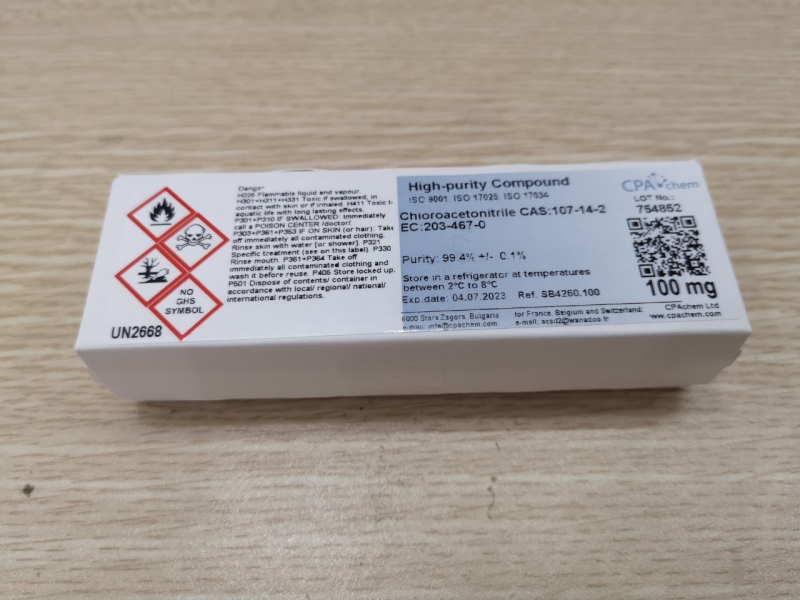 NO
GHS
SYMBOL
UN2668
Danger
H226 Flammable liquid and vapour.
H301+H311+H331 Toxic if swallowed, in
contact with skin or if inhaled. H411 Toxic t
aquatic life with long lasting effects.
P301+P310 IF SWALLOWED: Immediately
call a POISON CENTER /doctor/.
P303+P361+P353 IF ON SKIN (or hair): Take
off immediately all contaminated clothing.
Rinse skin with water [or shower]. P321
Specific treatment (see on this label). P330
Rinse mouth. P361+P364 Take off
immediately all contaminated clothing and
wash it before reuse. P405 Store locked up.
P501 Dispose of contents/ container in
accordance with local/ regional/ national/
international regulations.
High-purity Compound
ISO 9001, ISO 17025, ISO 17034
Chloroacetonitrile CAS:107-14-2
EC:203-467-0
Purity: 99.4% +/- 0.1%
Store in a refrigerator at temperatures
between 2°C to 8°C
Exp.date: 04.07.2023 Ref. SB4260.100
6000 Stara Zagora, Bulgaria
e-mail: info@cpachem.com
for France, Belgium and Switzerland:
e-mail: acsd2@wanadoo.fr
CPAchem
LOT No.:
754852
100 mg
CPAchem Ltd.
www.cpachem.com